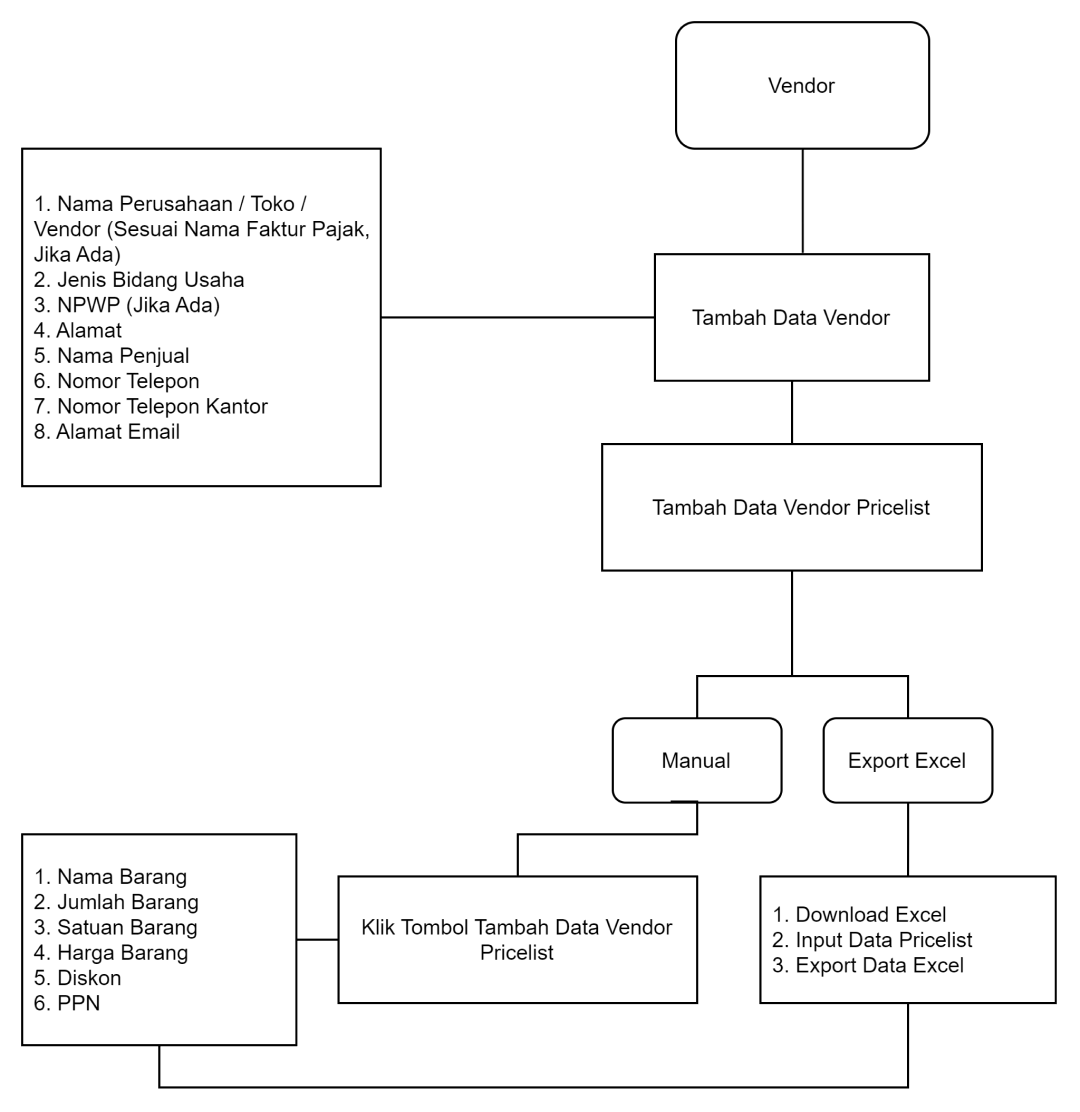 Vendor
1. Nama Perusahaan / Toko /
Vendor (Sesuai Nama Faktur Pajak,
Jika Ada)
2. Jenis Bidang Usaha
3. NPWP (Jika Ada)
4. Alamat
5. Nama Penjual
6. Nomor Telepon
7. Nomor Telepon Kantor
8. Alamat Email
Tambah Data Vendor
Tambah Data Vendor Pricelist
Manual
Export Excel
1. Nama Barang
2. Jumlah Barang
3. Satuan Barang
4. Harga Barang
5. Diskon
6. PPN
Klik Tombol Tambah Data Vendor
Pricelist
1. Download Excel
2. Input Data Pricelist
3. Export Data Excel